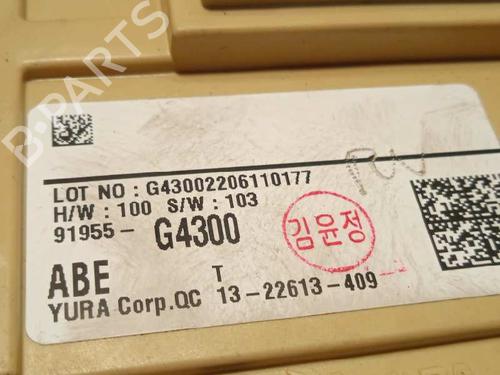 B-PARTS
LOT NO : G43002206110177
H/W : 100 S/W : 103
91955- G4300
김윤정
ABE T
YURA Corp.QC 13-22613-409